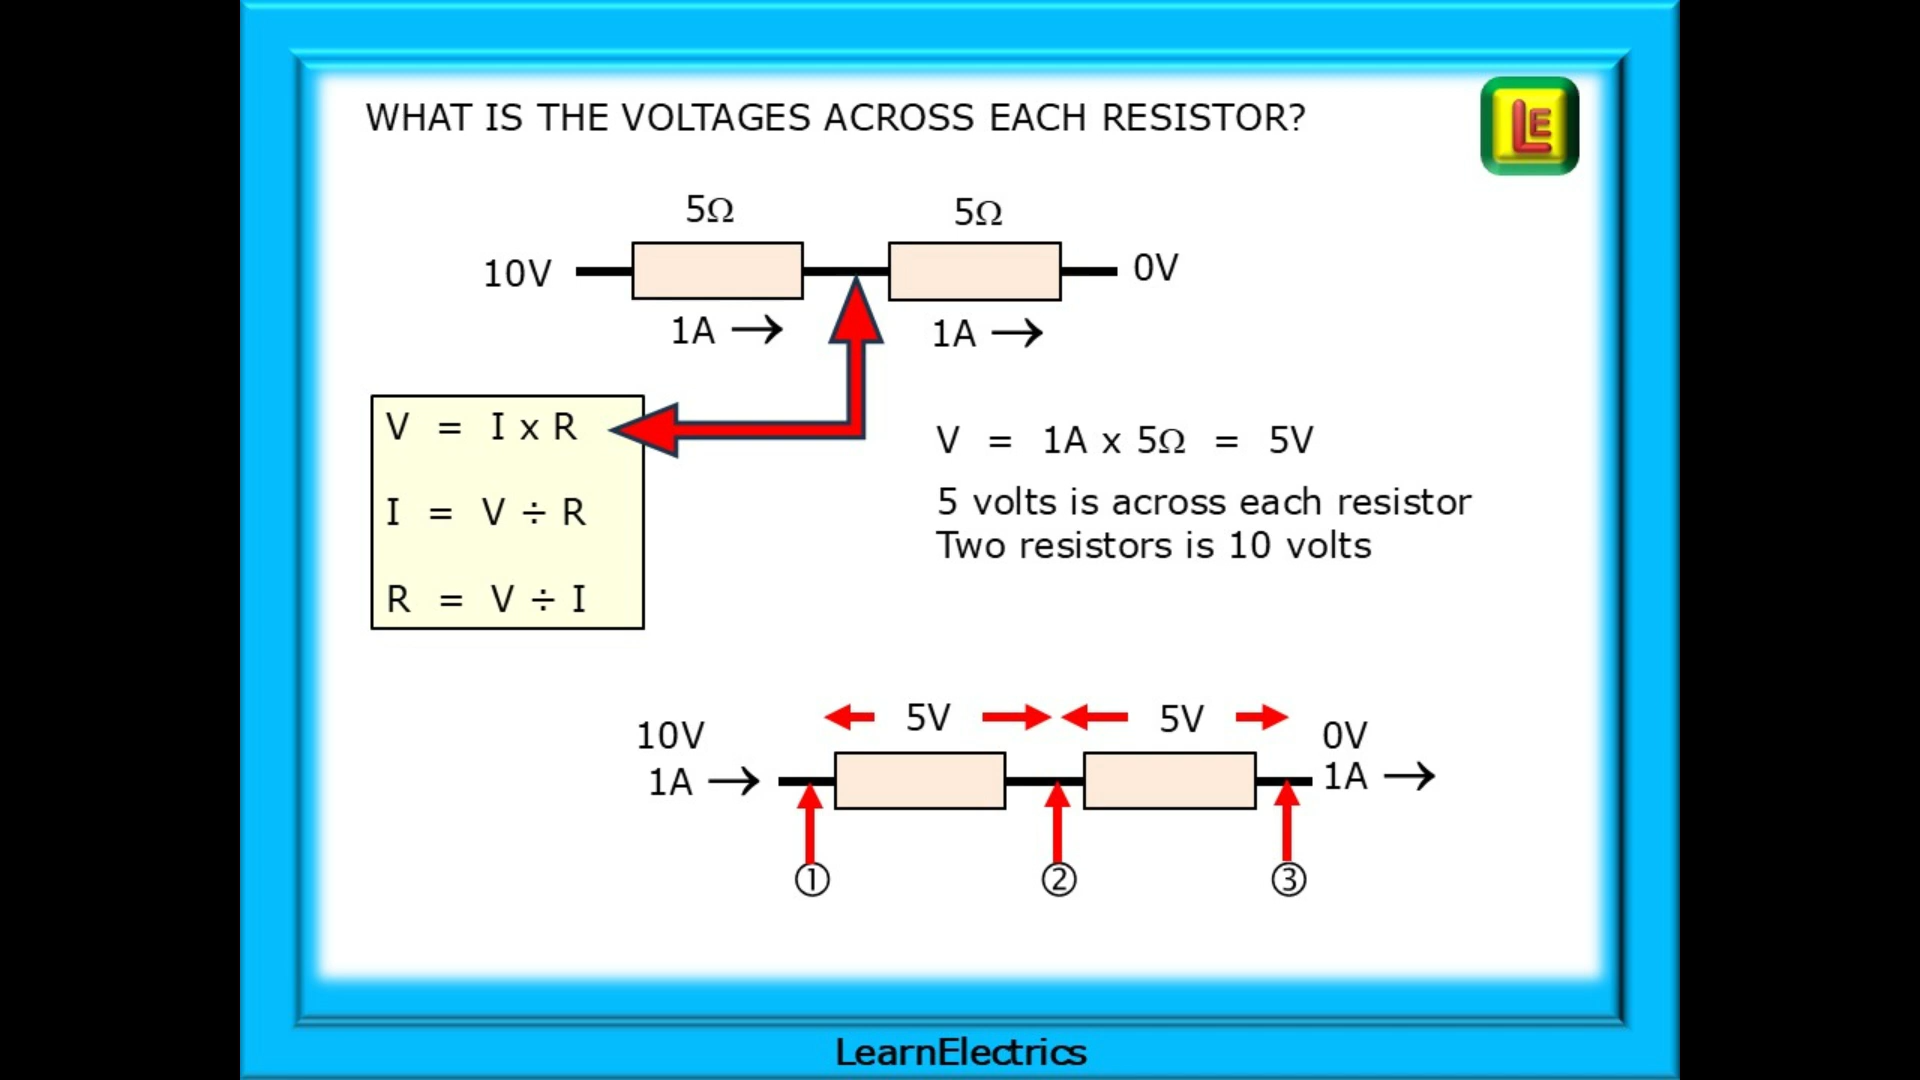 WHAT IS THE VOLTAGES ACROSS EACH RESISTOR?
LE
5Ω 5Ω
10V 0V
1A → 1A →
V = I x R
I = V ÷ R
R = V ÷ I
V = 1A x 5Ω = 5V
5 volts is across each resistor
Two resistors is 10 volts
5V 5V
10V 0V
1A → 1A →
① ② ③
LearnElectrics